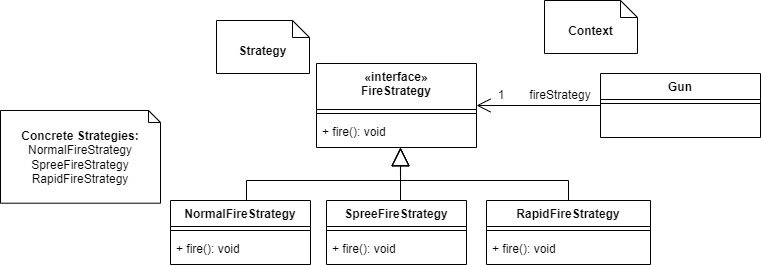 Strategy
Context
«interface»
FireStrategy
+ fire(): void
1
fireStrategy
Gun
Concrete Strategies:
NormalFireStrategy
SpreeFireStrategy
RapidFireStrategy
NormalFireStrategy
+ fire(): void
SpreeFireStrategy
+ fire(): void
RapidFireStrategy
+ fire(): void